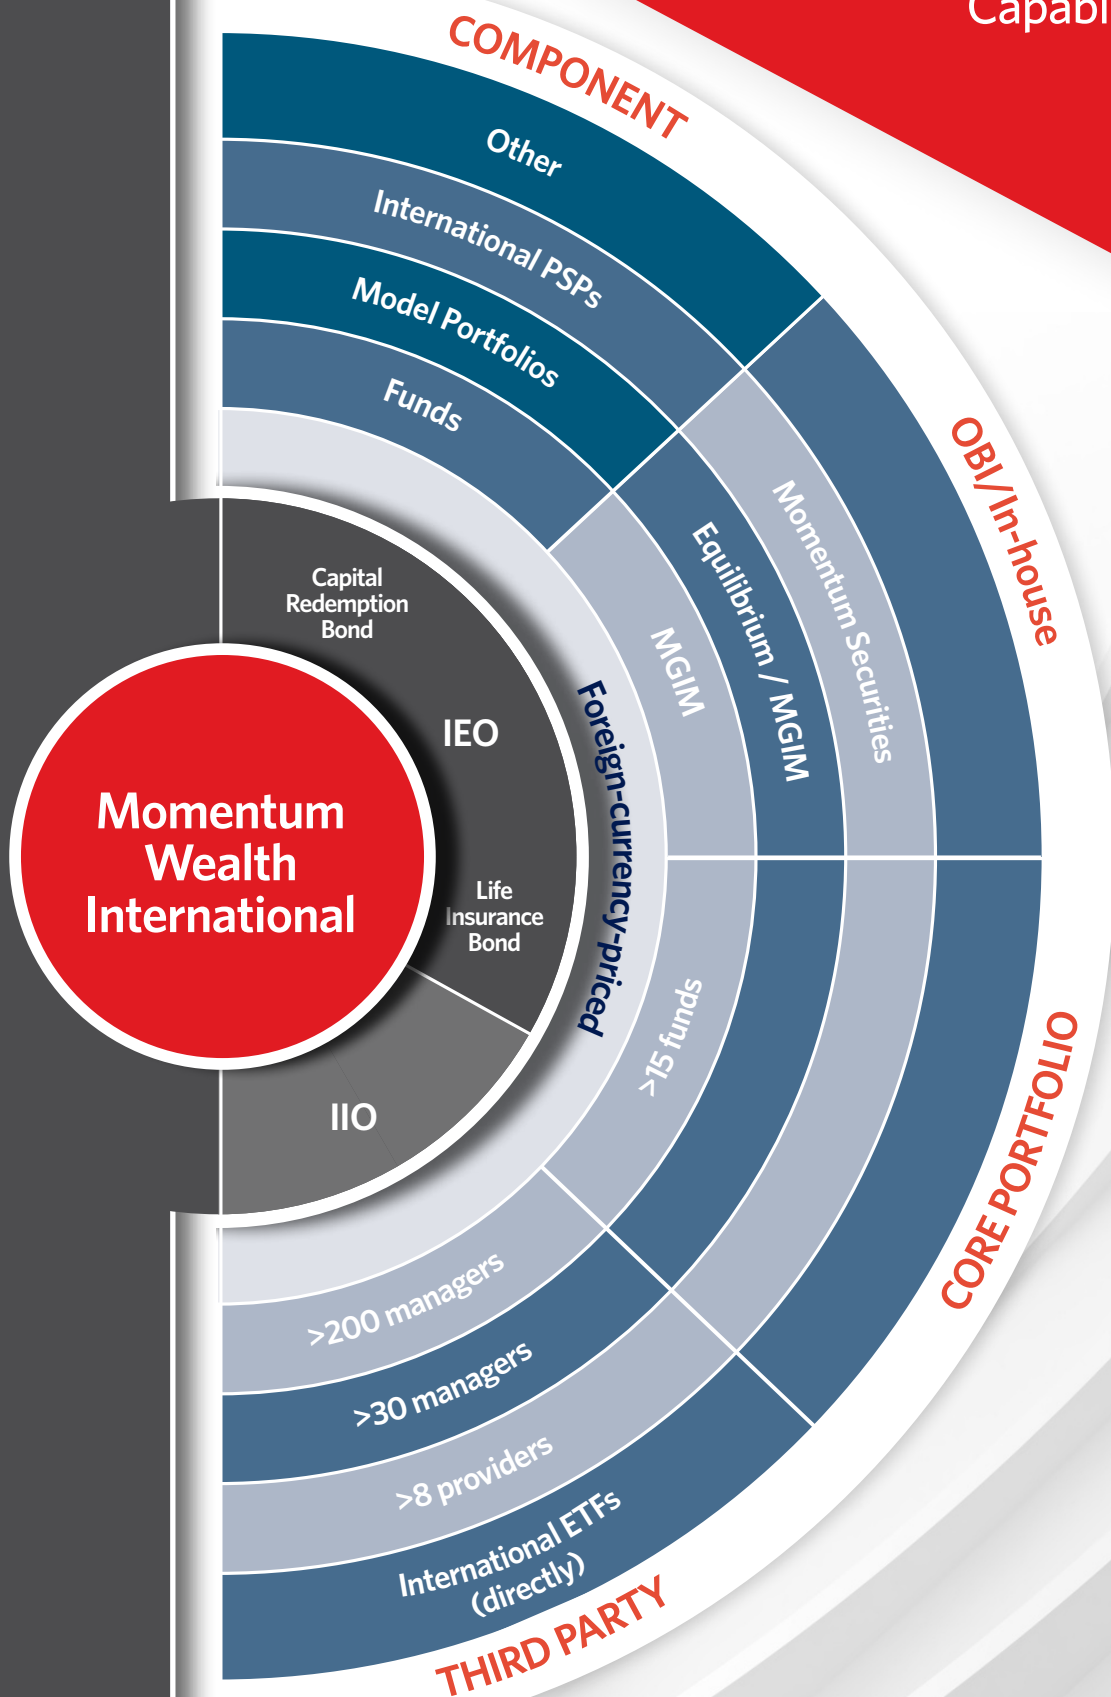 Capabi
COMPONENT
Other
International PSPs
Model Portfolios
Funds
OBI/In-house
Momentum Securities
Equilibrium / MGIM
MGIM
Foreign-currency-priced
Capital
Redemption
Bond
IEO
Life
Insurance
Bond
IIO
Momentum
Wealth
International
CORE PORTFOLIO
>15 funds
>200 managers
>30 managers
>8 providers
International ETFs
(directly)
THIRD PARTY